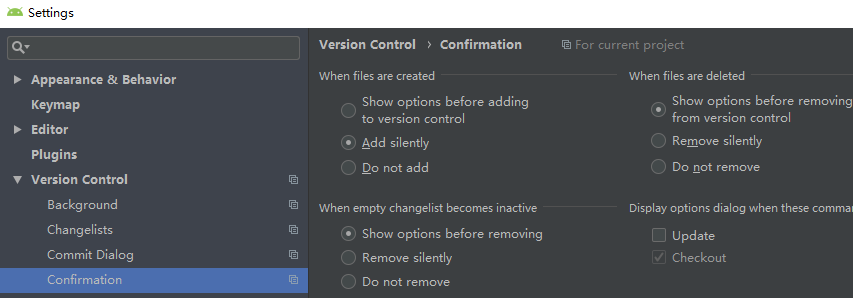 Settings
Appearance & Behavior
Keymap
Editor
Plugins
Version Control
Background
Changelists
Commit Dialog
Confirmation
Version Control › Confirmation For current project
When files are created
Show options before adding
to version control
Add silently
Do not add
When files are deleted
Show options before removing
from version control
Remove silently
Do not remove
When empty changelist becomes inactive
Show options before removing
Remove silently
Do not remove
Display options dialog when these comma
Update
Checkout